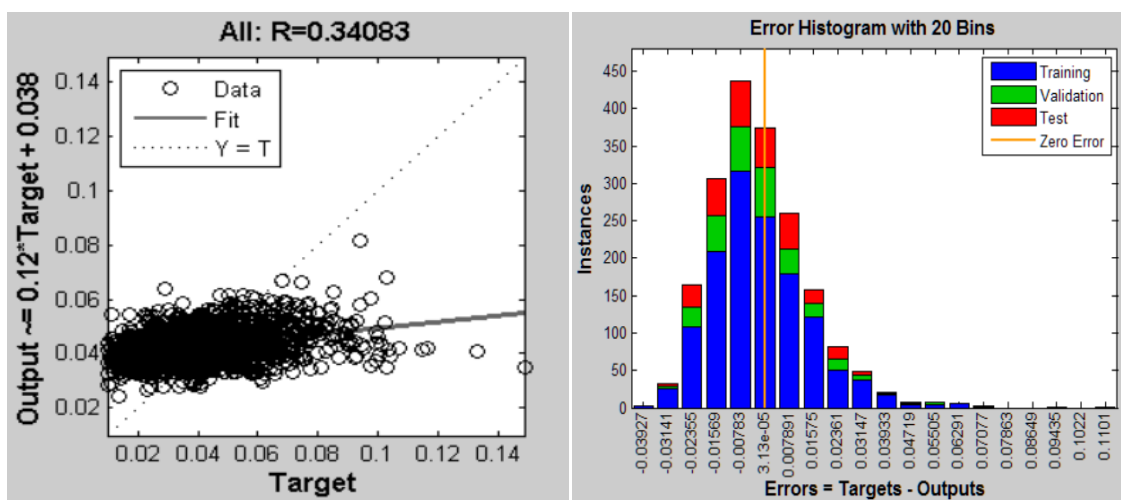 All: R=0.34083
Output ~= 0.12*Target + 0.038
Data
Fit
Y = T
0.14
0.12
0.1
0.08
0.06
0.04
0.02
0.02 0.04 0.06 0.08 0.1 0.12 0.14
Target
Error Histogram with 20 Bins
Instances
450
400
350
300
250
200
150
100
50
0
Training
Validation
Test
Zero Error
-0.03927
-0.03141
-0.02355
-0.01569
-0.00783
3.13e-05
0.007891
0.01575
0.02361
0.03147
0.03933
0.04719
0.05505
0.06291
0.07077
0.07863
0.08649
0.09435
0.1022
0.1101
Errors = Targets - Outputs